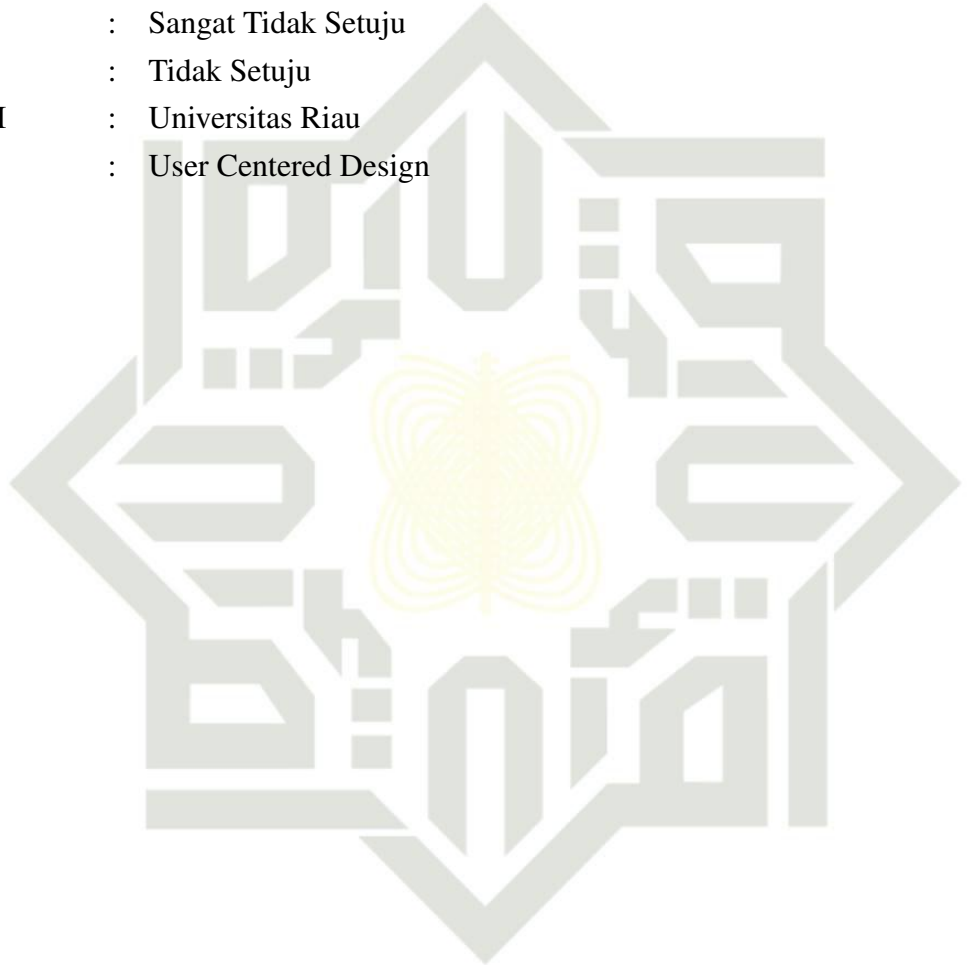 : Sangat Tidak Setuju
: Tidak Setuju
: Universitas Riau
: User Centered Design